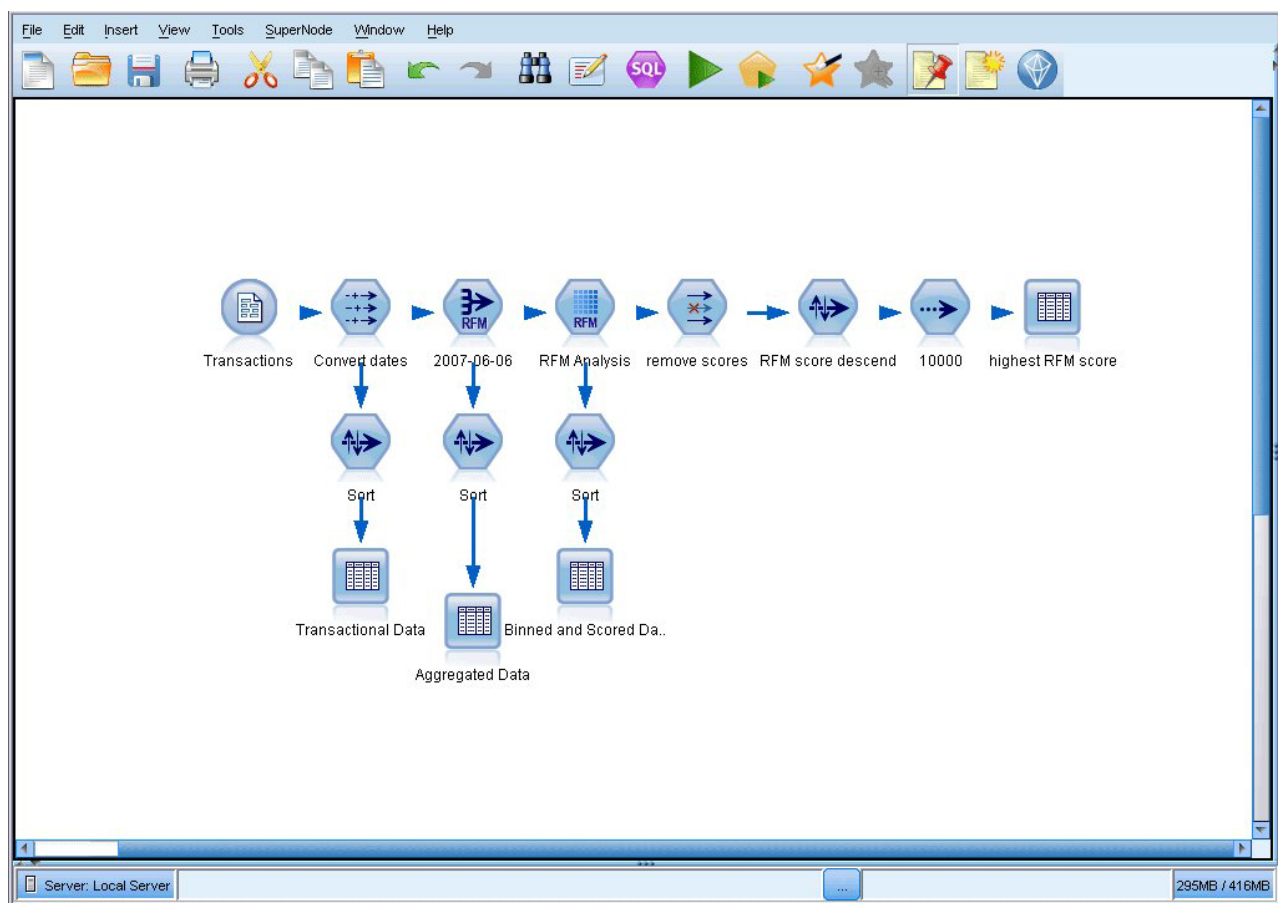 File Edit Insert View Tools SuperNode Window Help
SQL
RFM
RFM
Transactions Convert dates 2007-06-06 RFM Analysis remove scores RFM score descend 10000 highest RFM score
Sort Sort Sort
Transactional Data Binned and Scored Da..
Aggregated Data
Server: Local Server ... 295MB / 416MB